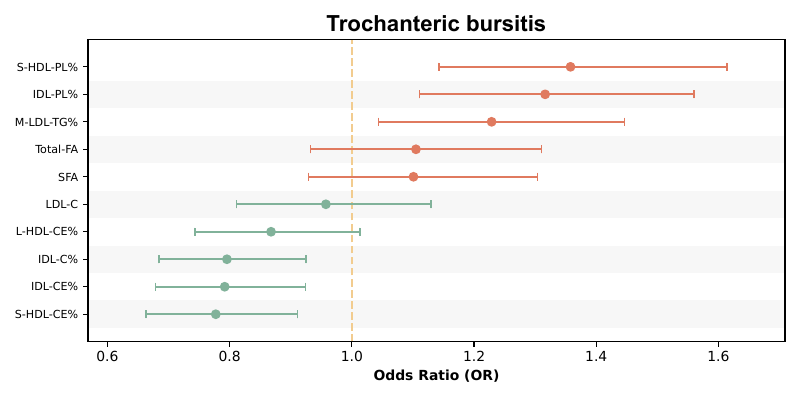 Trochanteric bursitis
S-HDL-PL%
IDL-PL%
M-LDL-TG%
Total-FA
SFA
LDL-C
L-HDL-CE%
IDL-C%
IDL-CE%
S-HDL-CE%
0.6 0.8 1.0 1.2 1.4 1.6
Odds Ratio (OR)